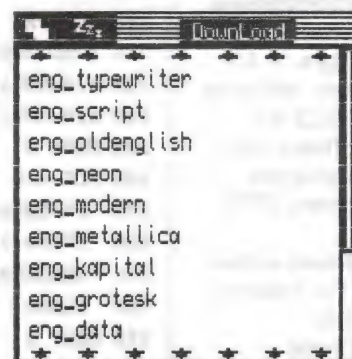 Zzz DownLoad
eng_typewriter
eng_script
eng_oldenglish
eng_neon
eng_modern
eng_metallica
eng_kapital
eng_grotesk
eng_data